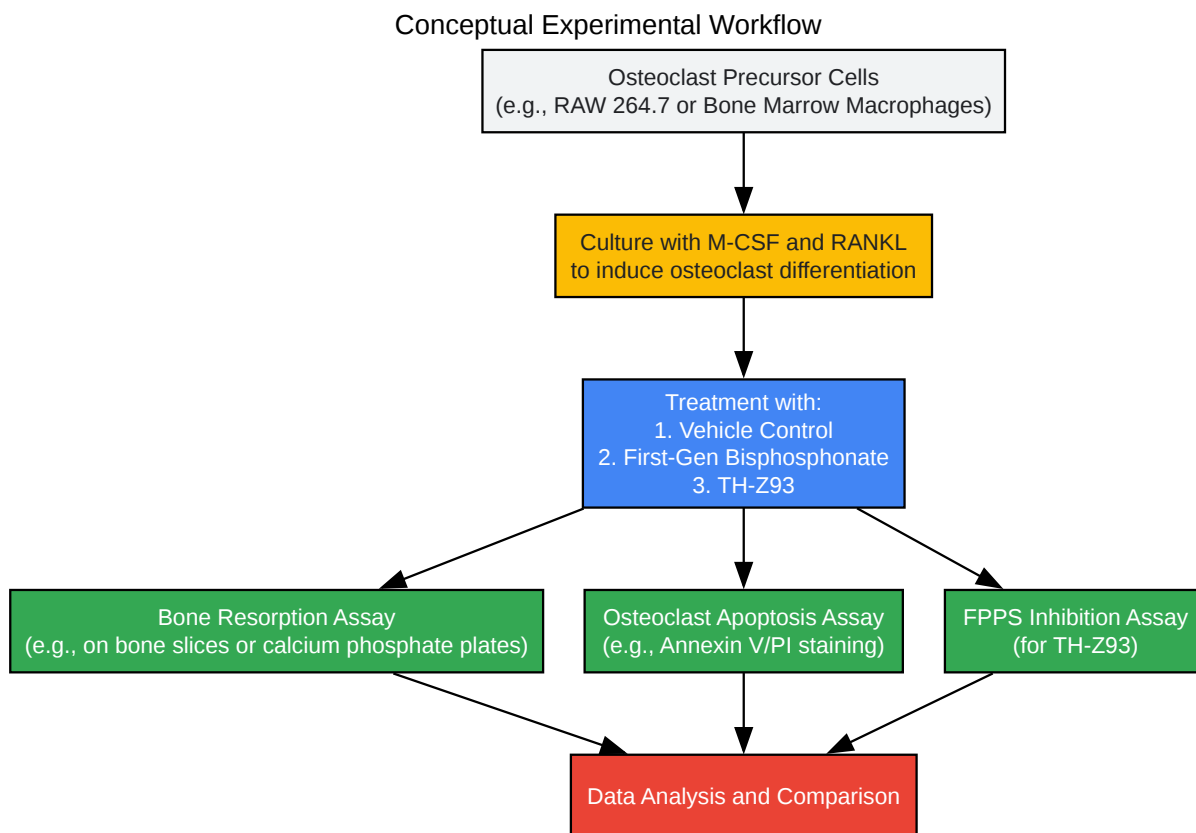 Conceptual Experimental Workflow
Osteoclast Precursor Cells
(e.g., RAW 264.7 or Bone Marrow Macrophages)
Culture with M-CSF and RANKL
to induce osteoclast differentiation
Treatment with:
1. Vehicle Control
2. First-Gen Bisphosphonate
3. TH-Z93
Bone Resorption Assay
(e.g., on bone slices or calcium phosphate plates)
Osteoclast Apoptosis Assay
(e.g., Annexin V/PI staining)
FPPS Inhibition Assay
(for TH-Z93)
Data Analysis and Comparison